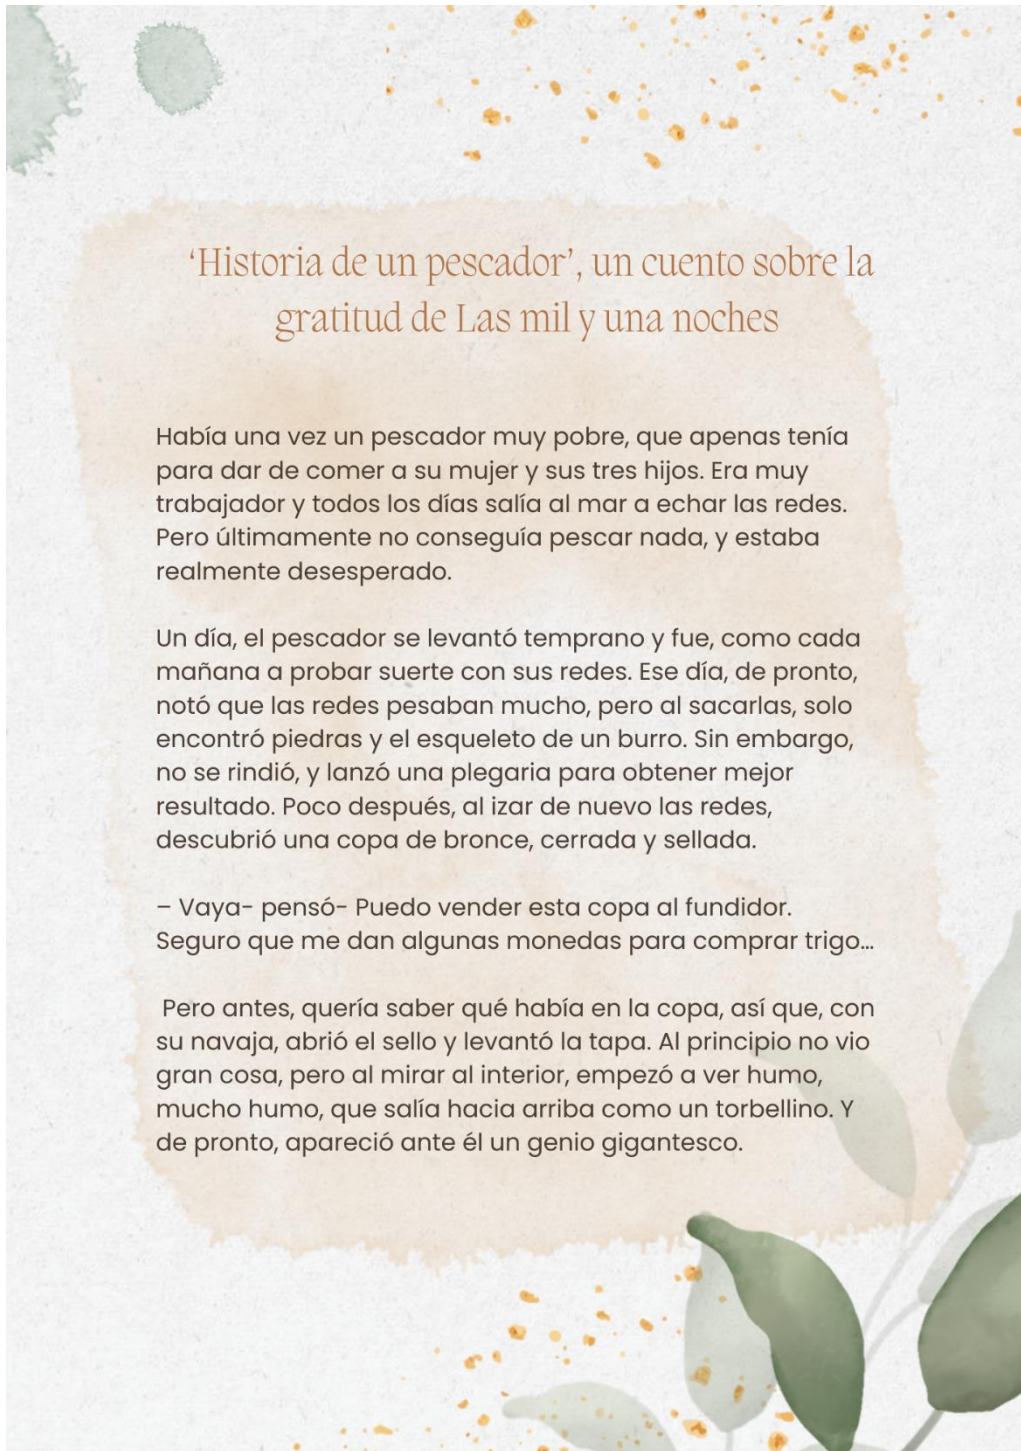 ‘Historia de un pescador’, un cuento sobre la
gratitud de Las mil y una noches
Había una vez un pescador muy pobre, que apenas tenía
para dar de comer a su mujer y sus tres hijos. Era muy
trabajador y todos los días salía al mar a echar las redes.
Pero últimamente no conseguía pescar nada, y estaba
realmente desesperado.
Un día, el pescador se levantó temprano y fue, como cada
mañana a probar suerte con sus redes. Ese día, de pronto,
notó que las redes pesaban mucho, pero al sacarlas, solo
encontró piedras y el esqueleto de un burro. Sin embargo,
no se rindió, y lanzó una plegaria para obtener mejor
resultado. Poco después, al izar de nuevo las redes,
descubrió una copa de bronce, cerrada y sellada.
– Vaya- pensó- Puedo vender esta copa al fundidor.
Seguro que me dan algunas monedas para comprar trigo…
Pero antes, quería saber qué había en la copa, así que, con
su navaja, abrió el sello y levantó la tapa. Al principio no vio
gran cosa, pero al mirar al interior, empezó a ver humo,
mucho humo, que salía hacia arriba como un torbellino. Y
de pronto, apareció ante él un genio gigantesco.